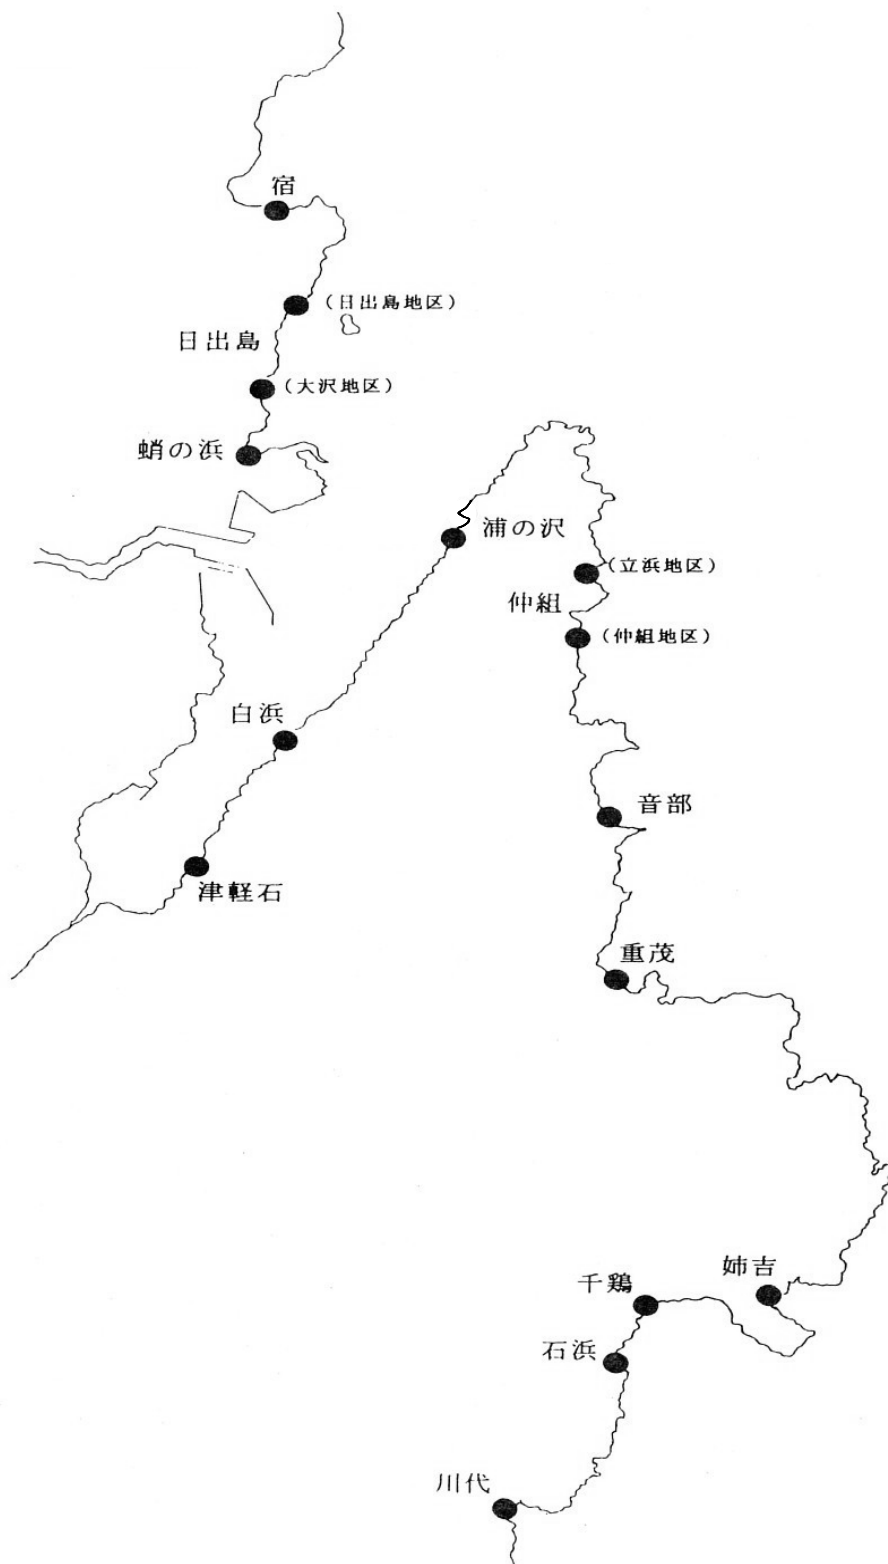 宿
(日出島地区)
日出島
(大沢地区)
蛸の浜
浦の沢
(立浜地区)
仲組
(仲組地区)
白浜
音部
津軽石
重茂
姉吉
千鶏
石浜
川代